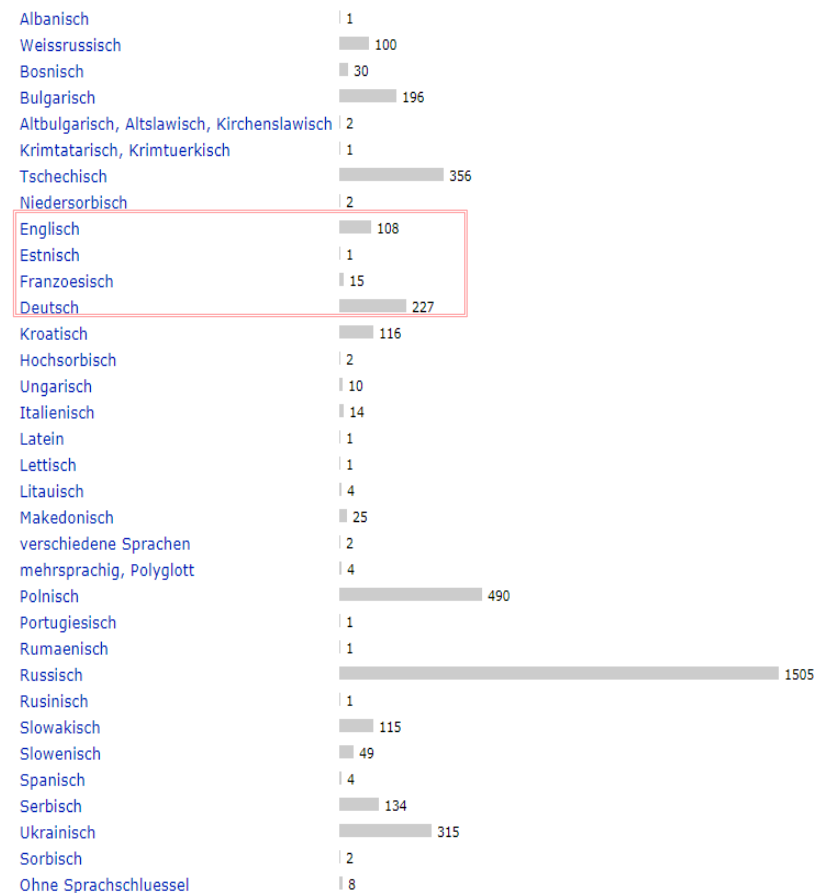 Albanisch 1
Weissrussisch 100
Bosnisch 30
Bulgarisch 196
Altbulgarisch, Altslawisch, Kirchenslawisch 2
Krimtatarisch, Krimtuerkisch 1
Tschechisch 356
Niedersorbisch 2
Englisch 108
Estnisch 1
Franzoesisch 15
Deutsch 227
Kroatisch 116
Hochsorbisch 2
Ungarisch 10
Italienisch 14
Latein 1
Lettisch 1
Litauisch 4
Makedonisch 25
verschiedene Sprachen 2
mehrsprachig, Polyglott 4
Polnisch 490
Portugiesisch 1
Rumaenisch 1
Russisch 1505
Rusinisch 1
Slowakisch 115
Slowenisch 49
Spanisch 4
Serbisch 134
Ukrainisch 315
Sorbisch 2
Ohne Sprachschluessel 8